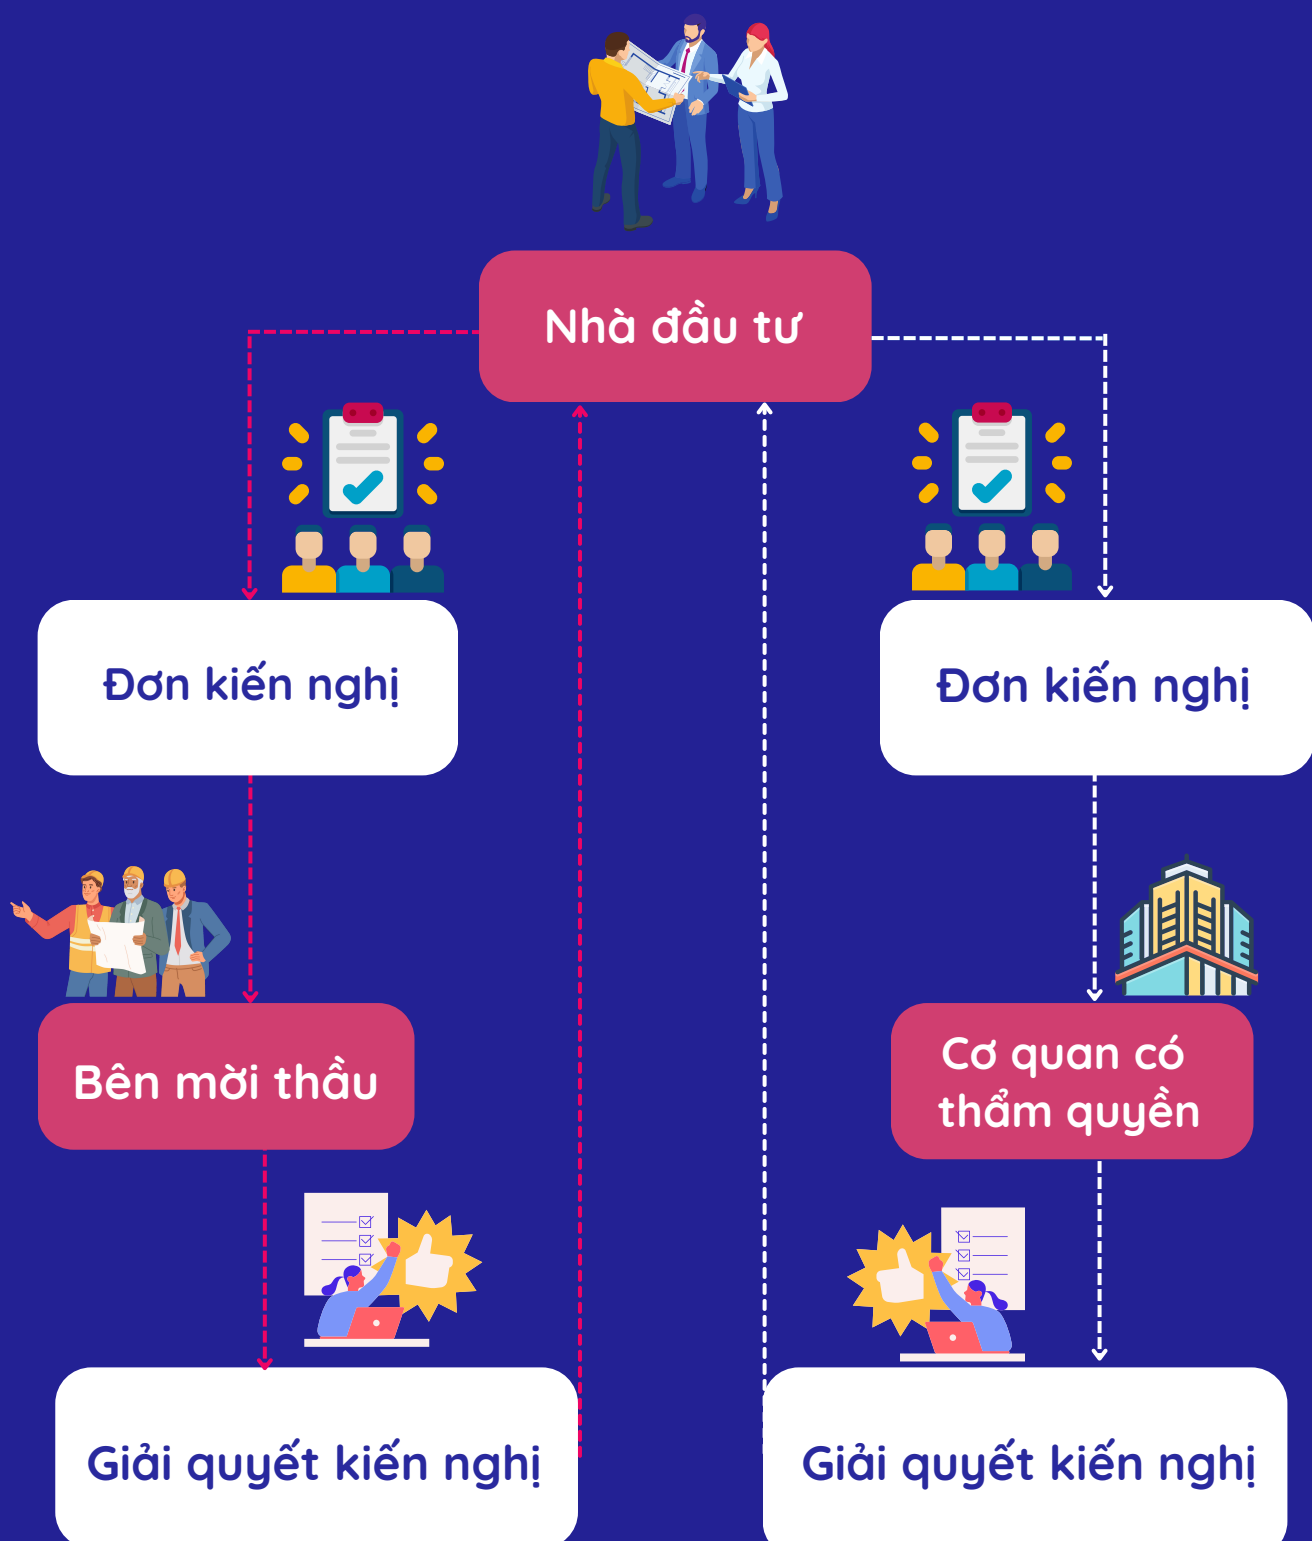 Nhà đầu tư
Đơn kiến nghị
Đơn kiến nghị
Bên mời thầu
Cơ quan có
thẩm quyền
Giải quyết kiến nghị
Giải quyết kiến nghị